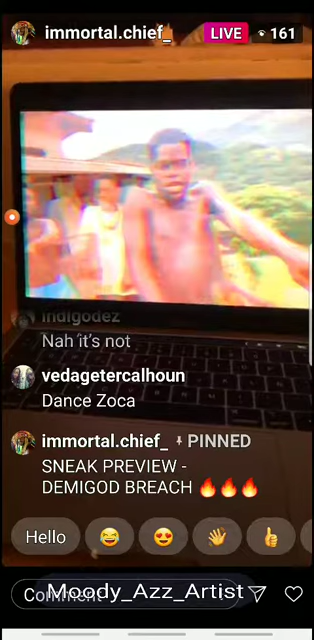 immortal.chief_ LIVE 161
indigodez
Nah it's not
vedagetercalhoun
Dance Zoca
immortal.chief_ PINNED
SNEAK PREVIEW -
DEMIGOD BREACH 🔥🔥🔥
Hello 😂 😍 👋 👍
Comment
Moody_Azz_Artist